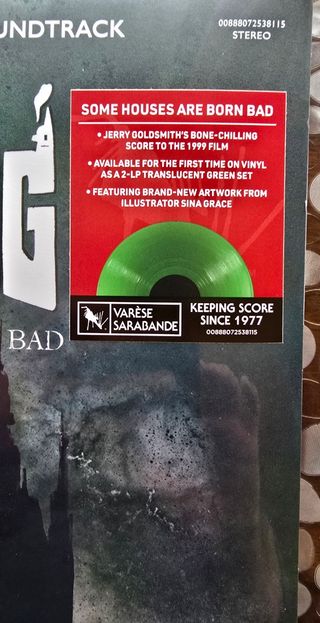 UNDTRACK
00888072538115
STEREO
SOME HOUSES ARE BORN BAD
• JERRY GOLDSMITH'S BONE-CHILLING
SCORE TO THE 1999 FILM
• AVAILABLE FOR THE FIRST TIME ON VINYL
AS A 2-LP TRANSLUCENT GREEN SET
• FEATURING BRAND-NEW ARTWORK FROM
ILLUSTRATOR SINA GRACE
VARÈSE
SARABANDE
KEEPING SCORE
SINCE 1977
00888072538115
G
BAD